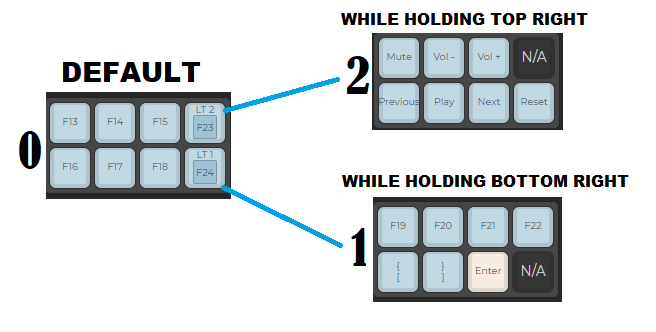 WHILE HOLDING TOP RIGHT
Mute Vol - Vol + N/A
Previous Play Next Reset
2
DEFAULT
F13 F14 F15 LT 2
F23
F16 F17 F18 LT 1
F24
0
WHILE HOLDING BOTTOM RIGHT
F19 F20 F21 F22
{ } Enter N/A
[ ]
1